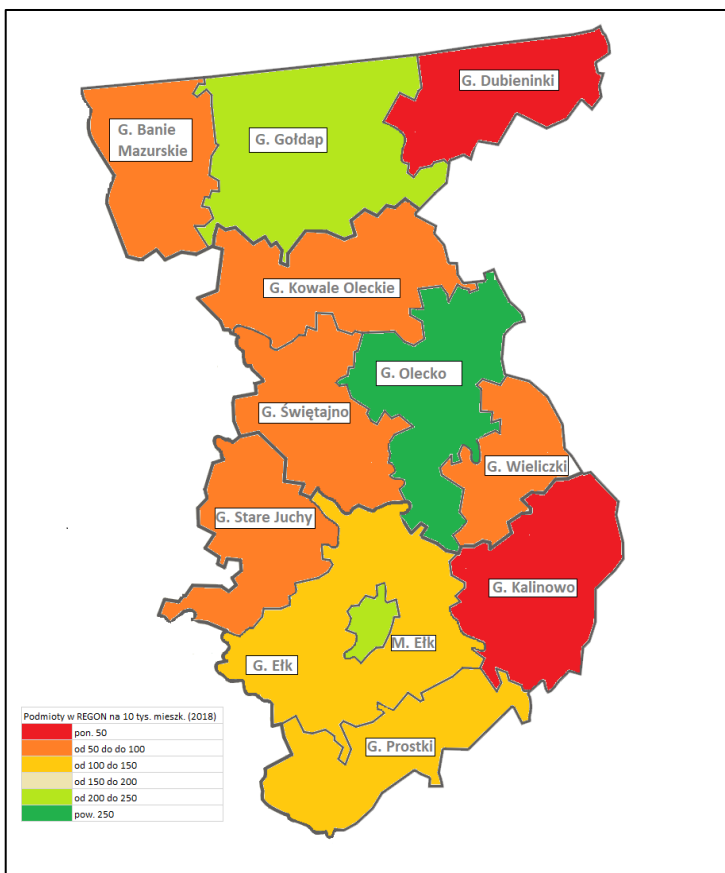 G. Dubieninki
G. Banie
Mazurskie
G. Gołdap
G. Kowale Oleckie
G. Olecko
G. Świętajno
G. Wieliczki
G. Stare Juchy
G. Kalinowo
M. Ełk
G. Ełk
G. Prostki
Podmioty w REGON na 10 tys. mieszk. (2018)
pon. 50
od 50 do do 100
od 100 do 150
od 150 do 200
od 200 do 250
pow. 250